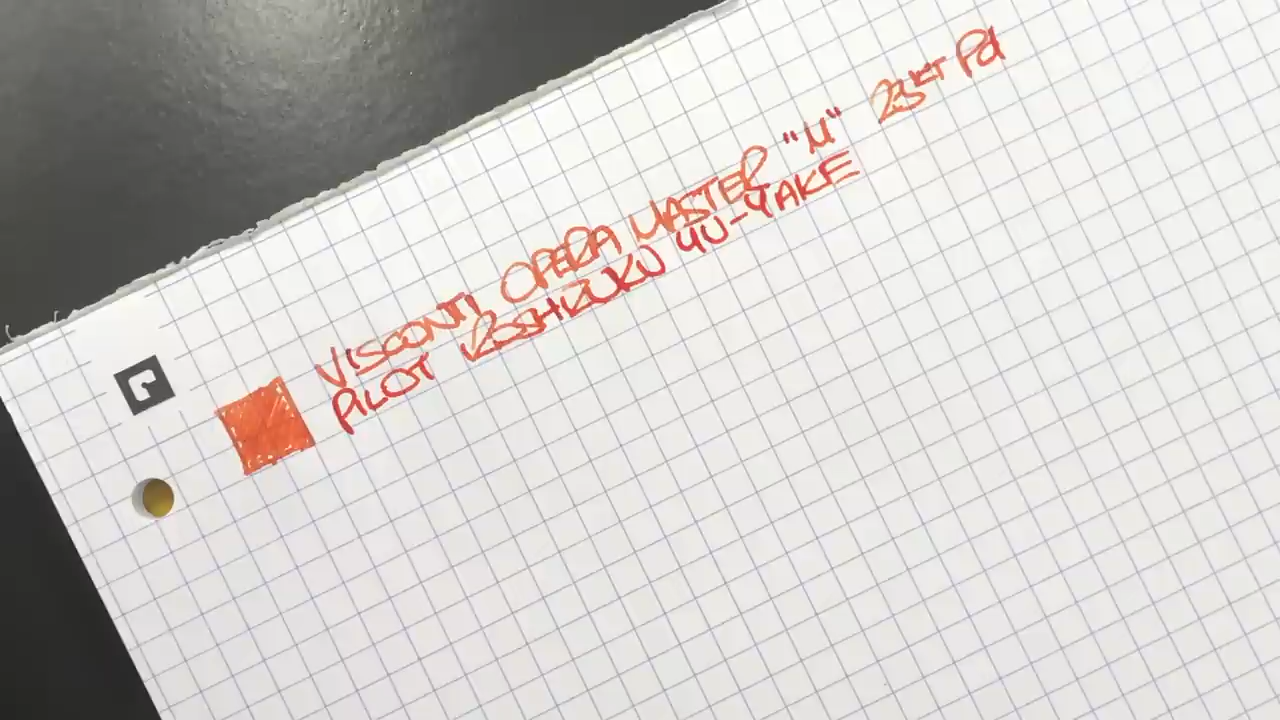 VISCONTI OPERA MASTER "M" 23KT Pd
PILOT IROSHIZUKU YU-YAKE